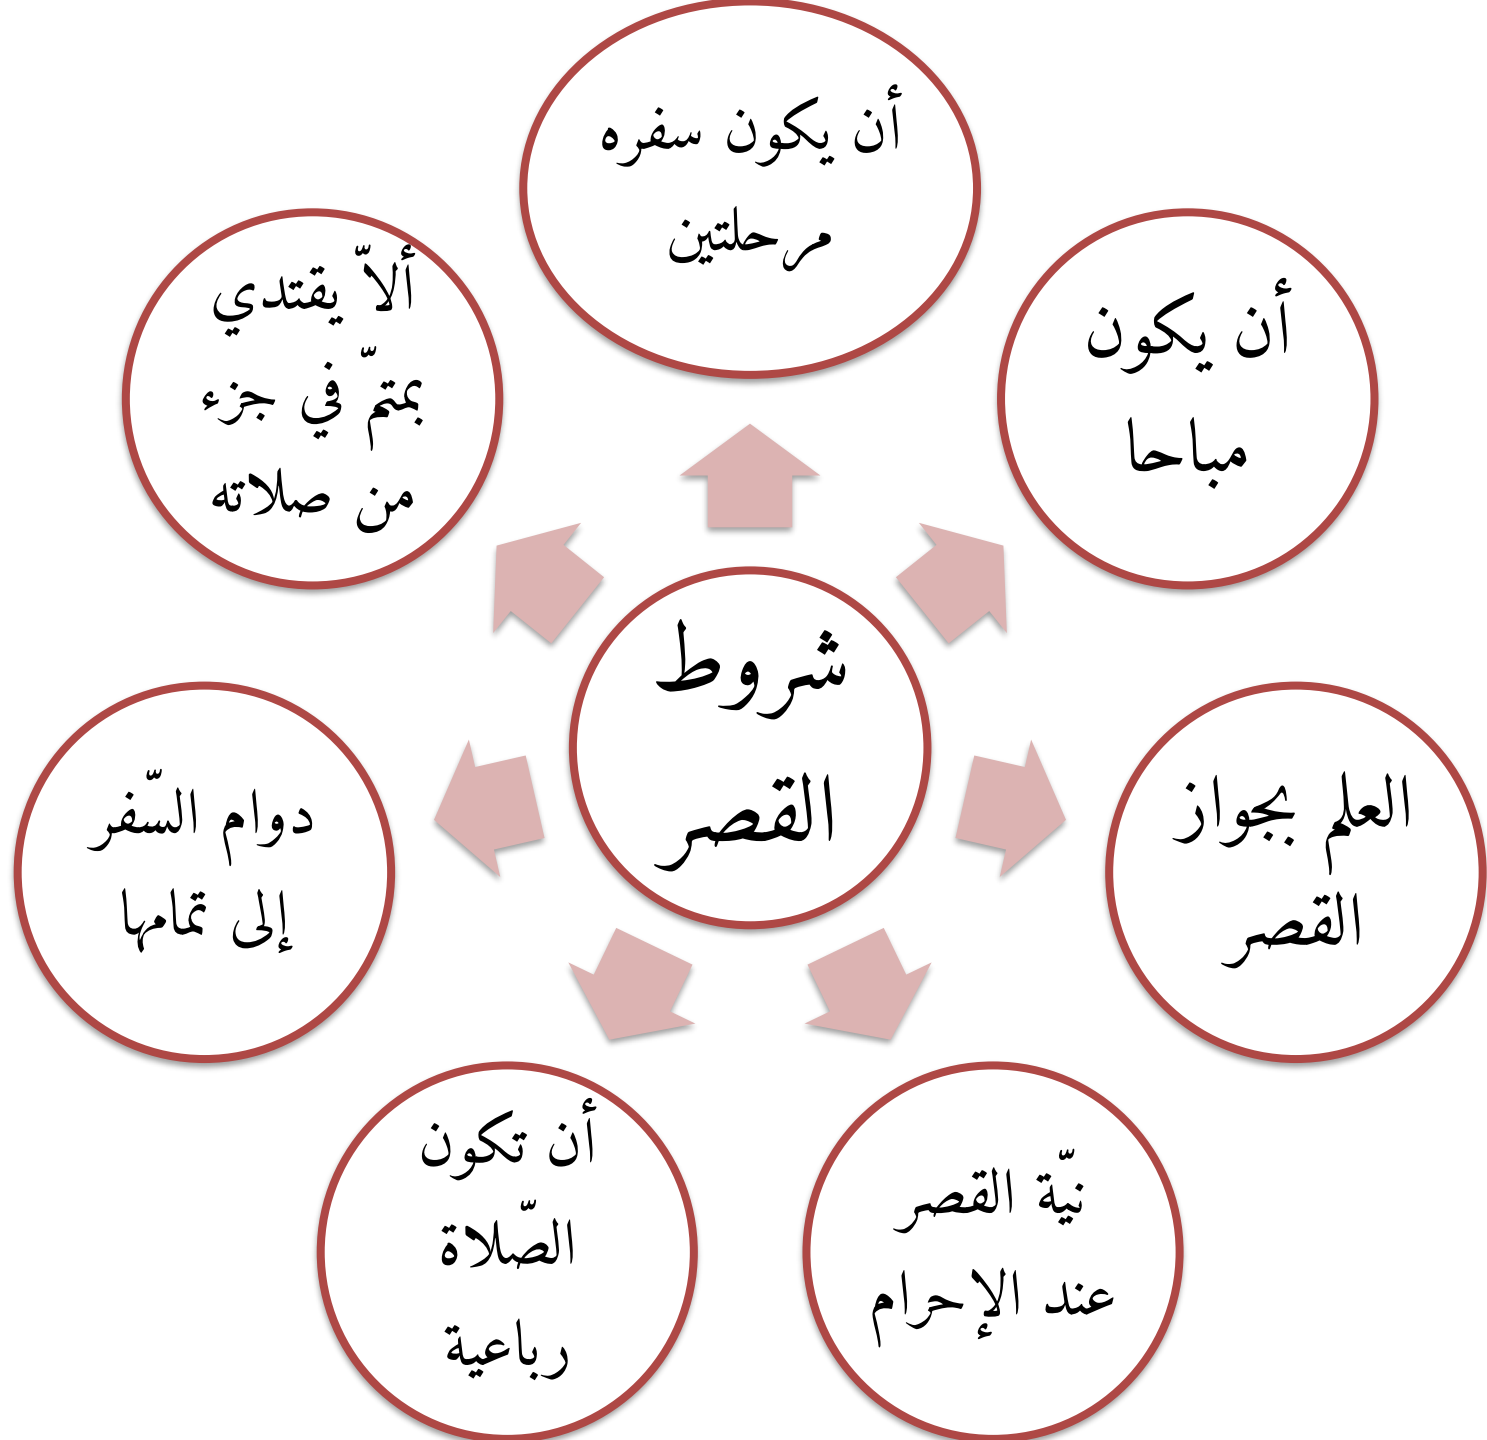 شروط
القصر
أن يكون سفره
مرحلتين
أن يكون
مباحا
العلم بجواز
القصر
نيّة القصر
عند الإحرام
أن تكون
الصّلاة
رباعية
دوام السّفر
إلى تمامها
ألاّ يقتدي
بمتمّ في جزء
من صلاته